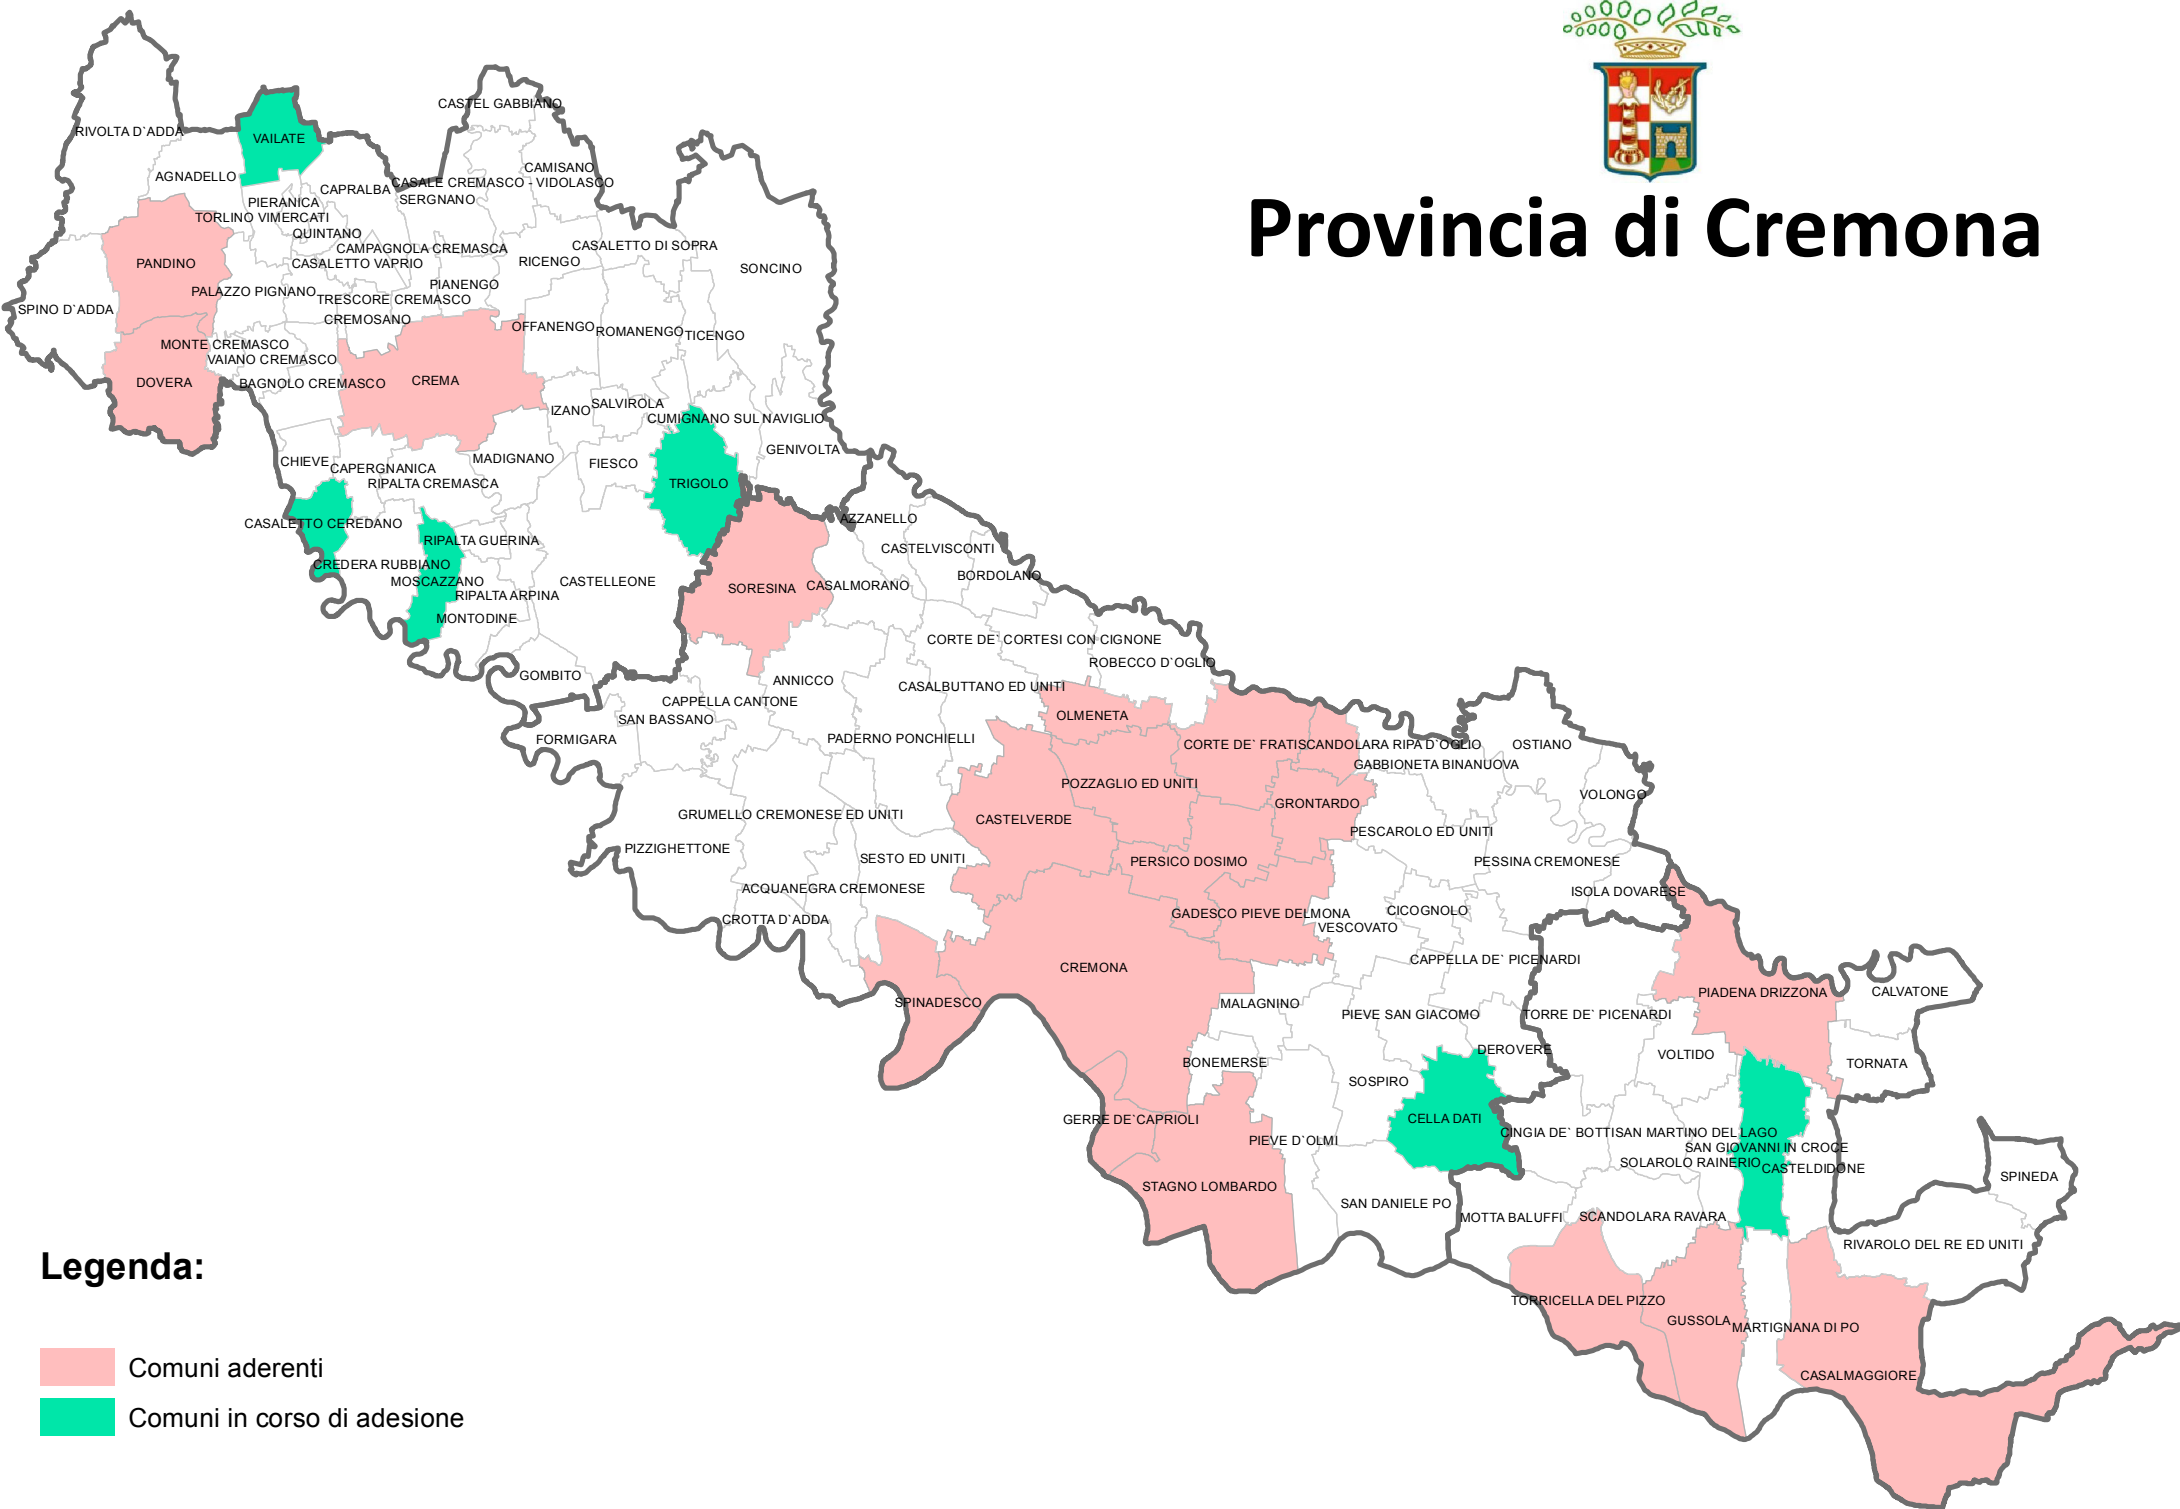 Provincia di Cremona
CASTEL GABBIANO
RIVOLTA D`ADDA
VAILATE
CAMISANO
AGNADELLO
CASALE CREMASCO - VIDOLASCO
CAPRALBA
SERGNANO
PIERANICA
TORLINO VIMERCATI
QUINTANO
CASALETTO DI SOPRA
CAMPAGNOLA CREMASCA
RICENGO
PANDINO
CASALETTO VAPRIO
SONCINO
PIANENGO
PALAZZO PIGNANO
TRESCORE CREMASCO
SPINO D`ADDA
CREMOSANO
OFFANENGO
ROMANENGO
TICENGO
MONTE CREMASCO
VAIANO CREMASCO
DOVERA
BAGNOLO CREMASCO
CREMA
SALVIROLA
IZANO
CUMIGNANO SUL NAVIGLIO
GENIVOLTA
CHIEVE
MADIGNANO
FIESCO
CAPERGNANICA
RIPALTA CREMASCA
TRIGOLO
AZZANELLO
CASALETTO CEREDANO
RIPALTA GUERINA
CASTELVISCONTI
CREDERA RUBBIANO
BORDOLANO
MOSCAZZANO
CASTELLEONE
CASALMORANO
SORESINA
RIPALTA ARPINA
MONTODINE
CORTE DE` CORTESI CON CIGNONE
ROBECCO D`OGLIO
GOMBITO
ANNICCO
CASALBUTTANO ED UNITI
CAPPELLA CANTONE
OLMENETA
SAN BASSANO
FORMIGARA
PADERNO PONCHIELLI
CORTE DE` FRATI
SCANDOLARA RIPA D`OGLIO
OSTIANO
GABBIONETA BINANUOVA
POZZAGLIO ED UNITI
VOLONGO
GRONTARDO
GRUMELLO CREMONESE ED UNITI
CASTELVERDE
PESCAROLO ED UNITI
PIZZIGHETTONE
SESTO ED UNITI
PERSICO DOSIMO
PESSINA CREMONESE
ACQUANEGRA CREMONESE
ISOLA DOVARESE
CROTTA D`ADDA
GADESCO PIEVE DELMONA
CICOGNOLO
VESCOVATO
CAPPELLA DE` PICENARDI
CREMONA
PIADENA DRIZZONA
CALVATONE
SPINADESCO
MALAGNINO
PIEVE SAN GIACOMO
TORRE DE` PICENARDI
DEROVERE
VOLTIDO
BONEMERSE
TORNATA
SOSPIRO
GERRE DE`CAPRIOLI
CELLA DATI
CINGIA DE` BOTTI
SAN MARTINO DEL LAGO
PIEVE D`OLMI
SAN GIOVANNI IN CROCE
SOLAROLO RAINERIO
CASTELDIDONE
SPINEDA
STAGNO LOMBARDO
SAN DANIELE PO
MOTTA BALUFFI
SCANDOLARA RAVARA
RIVAROLO DEL RE ED UNITI
TORRICELLA DEL PIZZO
GUSSOLA
MARTIGNANA DI PO
CASALMAGGIORE
Legenda:
Comuni aderenti
Comuni in corso di adesione